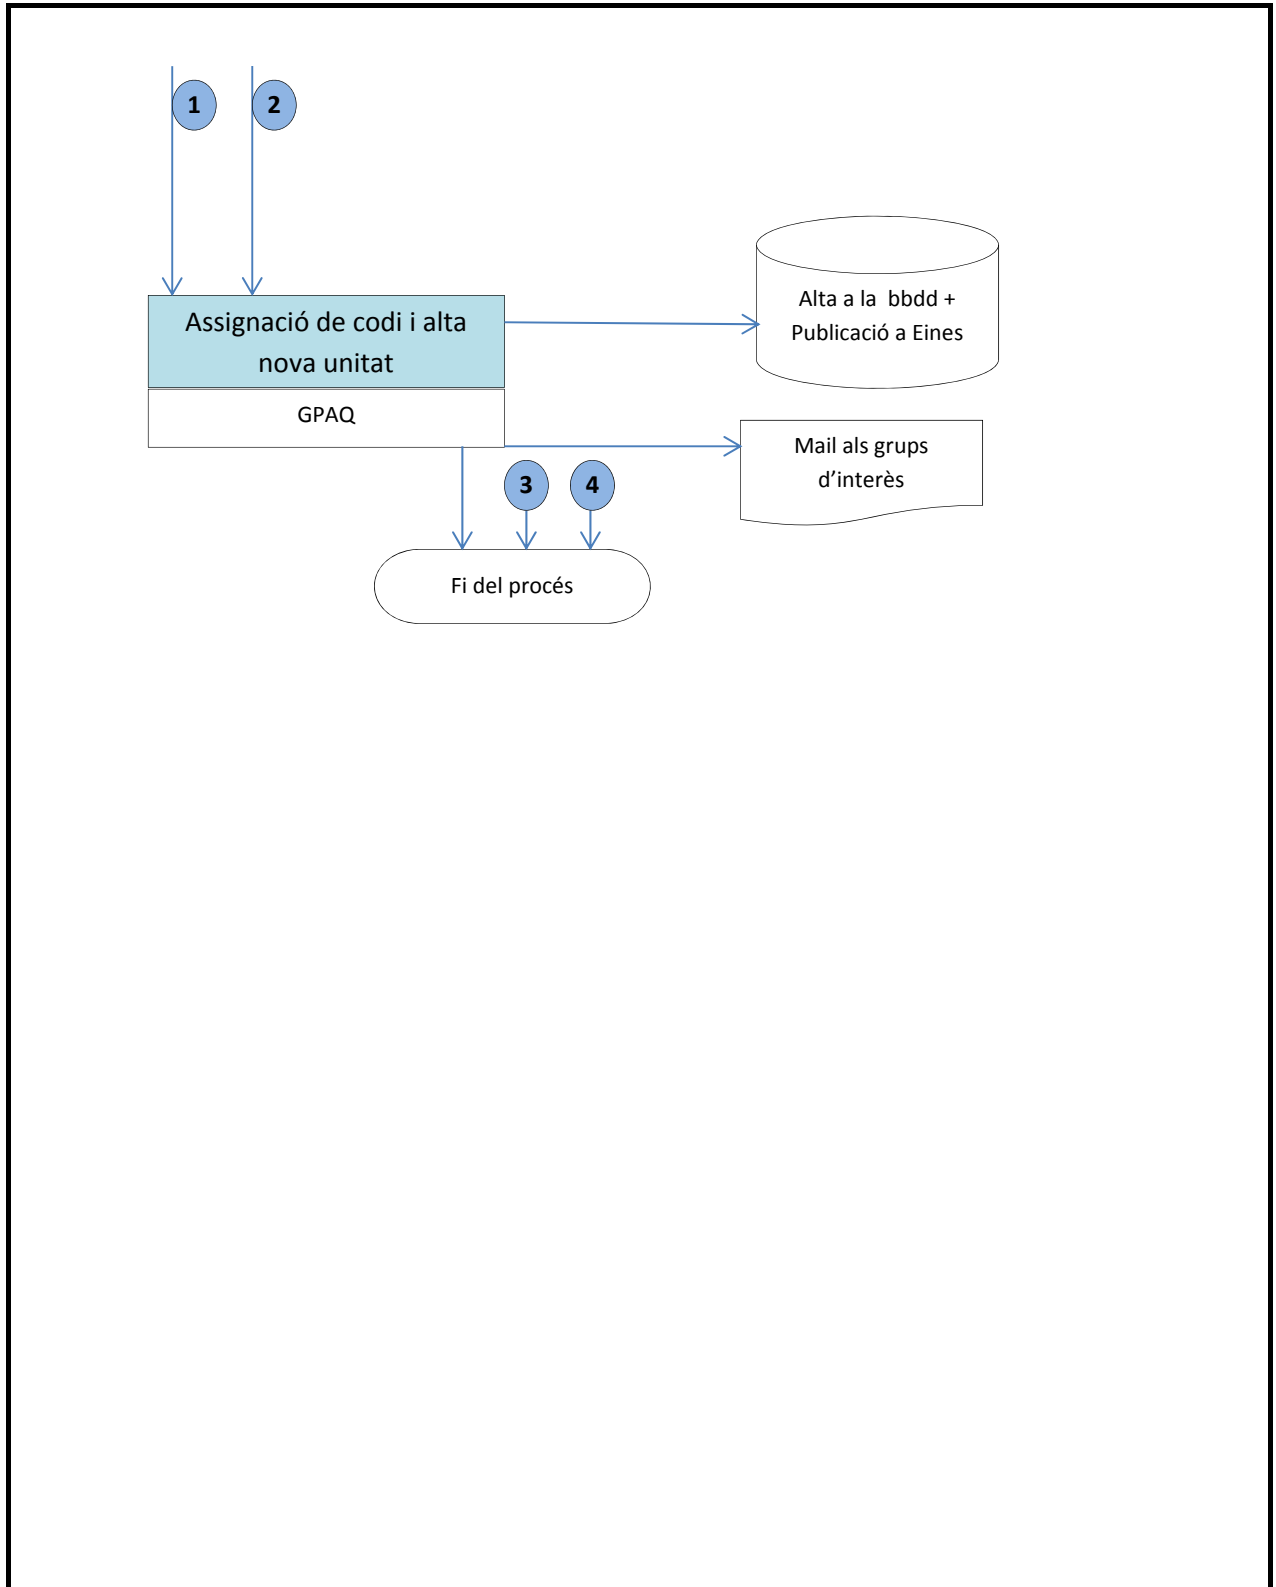 1
2
Assignació de codi i alta
nova unitat
GPAQ
Alta a la  bbdd +
Publicació a Eines
Mail als grups
d’interès
3
4
Fi del procés